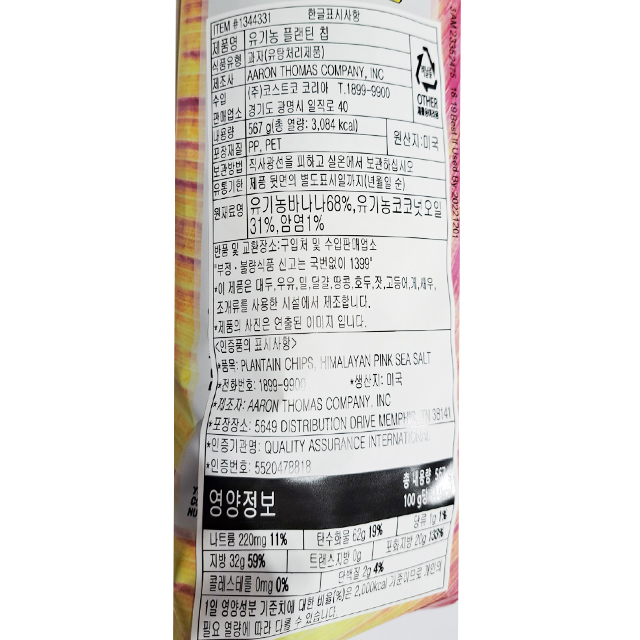 ITEM #1344331 한글표시사항
제품명 유기농 플랜틴 칩
식품유형 과자(유탕처리제품)
제조사 AARON THOMAS COMPANY, INC
수입 (주)코스트코 코리아 T.1899-9900
판매업소 경기도 광명시 일직로 40
내용량 567 g(총 열량: 3,084 kcal)
포장재질 PP, PET
원산지:미국
보관방법 직사광선을 피하고 실온에서 보관하십시오
유통기한 제품 뒷면의 별도표시일까지(년월일 순)
원재료명 유기농바나나68%,유기농코코넛오일
31%,암염1%
반품 및 교환장소:구입처 및 수입판매업소
"부정·불량식품 신고는 국번없이 1399"
*이 제품은 대두,우유,밀,달걀,땅콩,호두,잣,고등어,게,새우,
조개류를 사용한 시설에서 제조합니다.
*제품의 사진은 연출된 이미지 입니다.
<인증품의 표시사항>
*품목: PLANTAIN CHIPS, HIMALAYAN PINK SEA SALT
*전화번호: 1899-9900 *생산지: 미국
*제조자: AARON THOMAS COMPANY, INC
*포장장소: 5649 DISTRIBUTION DRIVE MEMPHIS, TN 38141
*인증기관명: QUALITY ASSURANCE INTERNATIONAL
*인증번호: 5520478818
영양정보
총 내용량
100 g당
나트륨 220mg 11% 탄수화물 62g 19% 당류 1g 1%
지방 32g 59% 트랜스지방 0g 포화지방 20g 133%
콜레스테롤 0mg 0% 단백질 2g 4%
1일 영양성분 기준치에 대한 비율(%)은 2,000kcal 기준이므로 개인의
필요 열량에 따라 다를 수 있습니다.
OTHER
Best If Used By 20221201